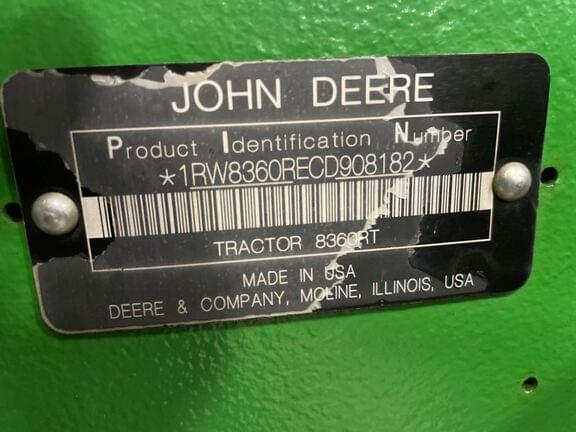 JOHN DEERE
Product Identification Number
*1RW8360RECD908182*
TRACTOR 8360RT
MADE IN USA
DEERE & COMPANY, MOLINE, ILLINOIS, USA